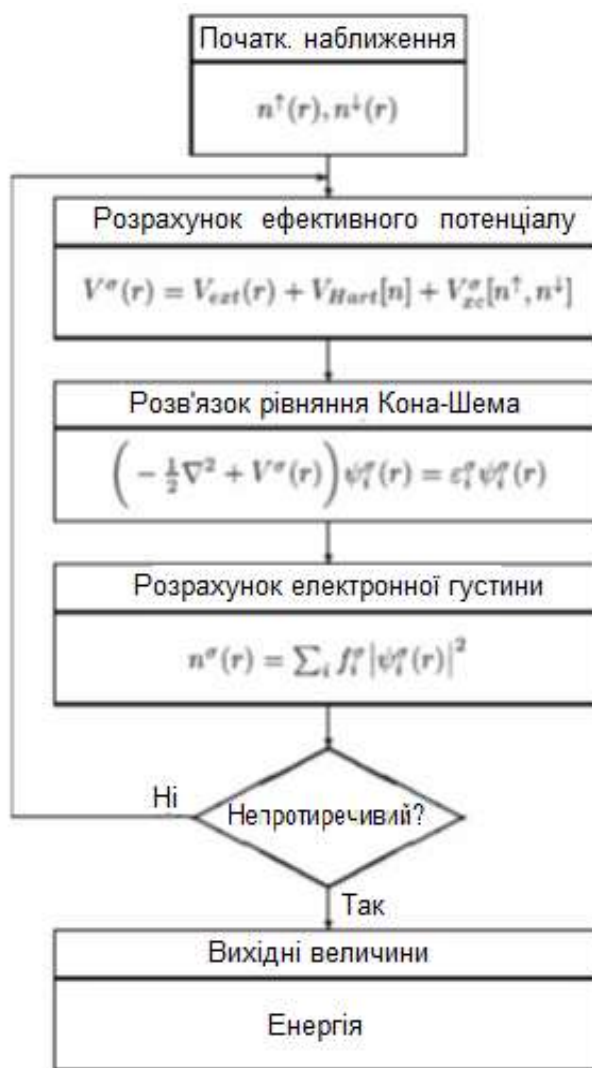 Початк. наближення
n↑(r), n↓(r)
Розрахунок ефективного потенціалу
V^σ(r) = V_ext(r) + V_Hart[n] + V^σ_xc[n↑, n↓]
Розв'язок рівняння Кона-Шема
(−½∇² + V^σ(r))ψ^σ_i(r) = ε^σ_i ψ^σ_i(r)
Розрахунок електронної густини
n^σ(r) = ∑_i f^σ_i |ψ^σ_i(r)|²
Ні
Непротиречивий?
Так
Вихідні величини
Енергія